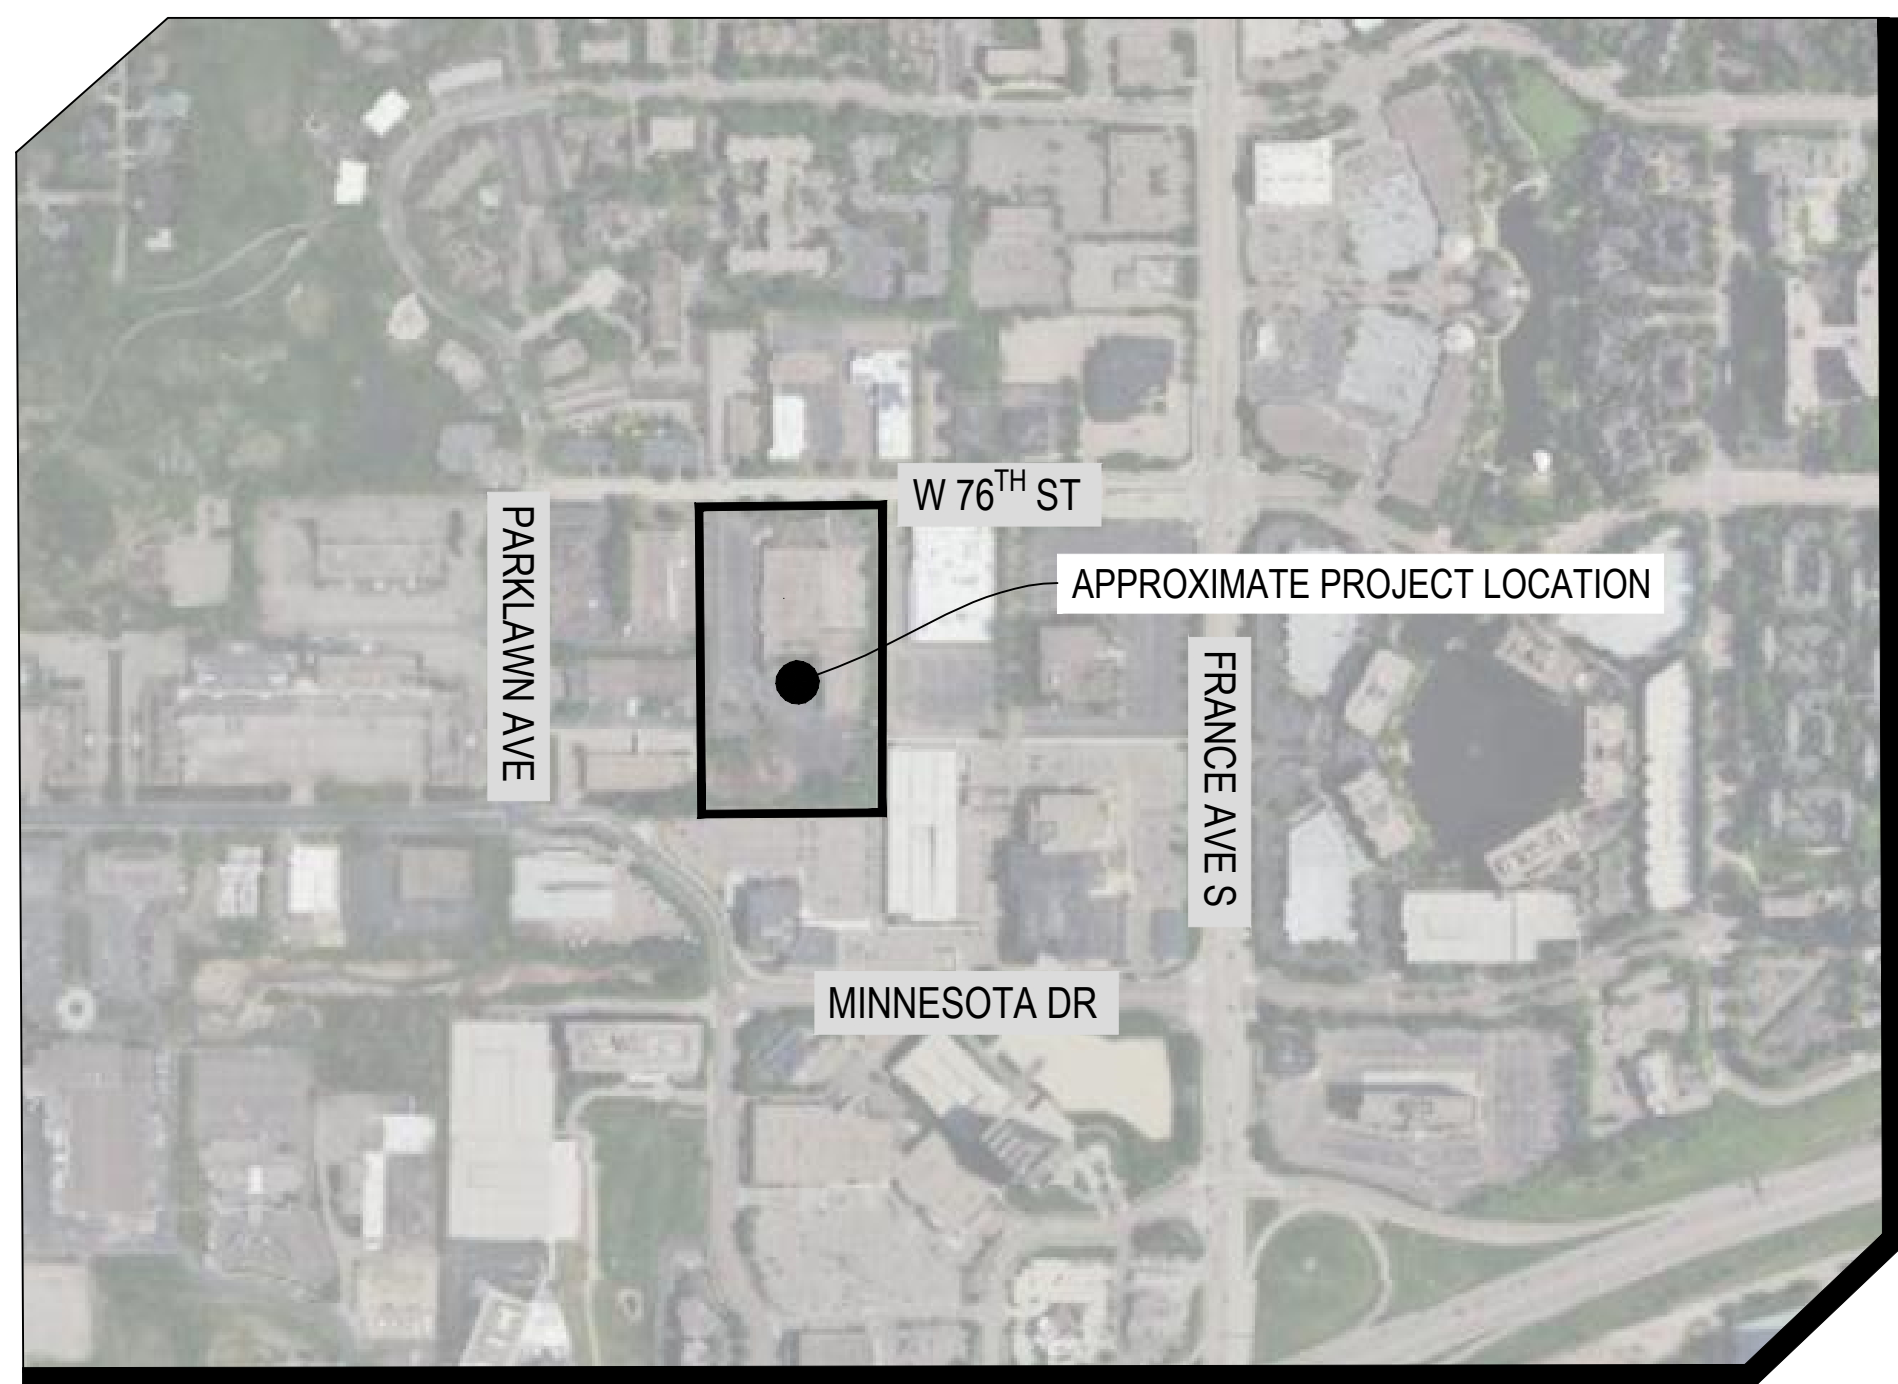 W 76TH ST
PARKLAWN AVE
APPROXIMATE PROJECT LOCATION
FRANCE AVE S
MINNESOTA DR